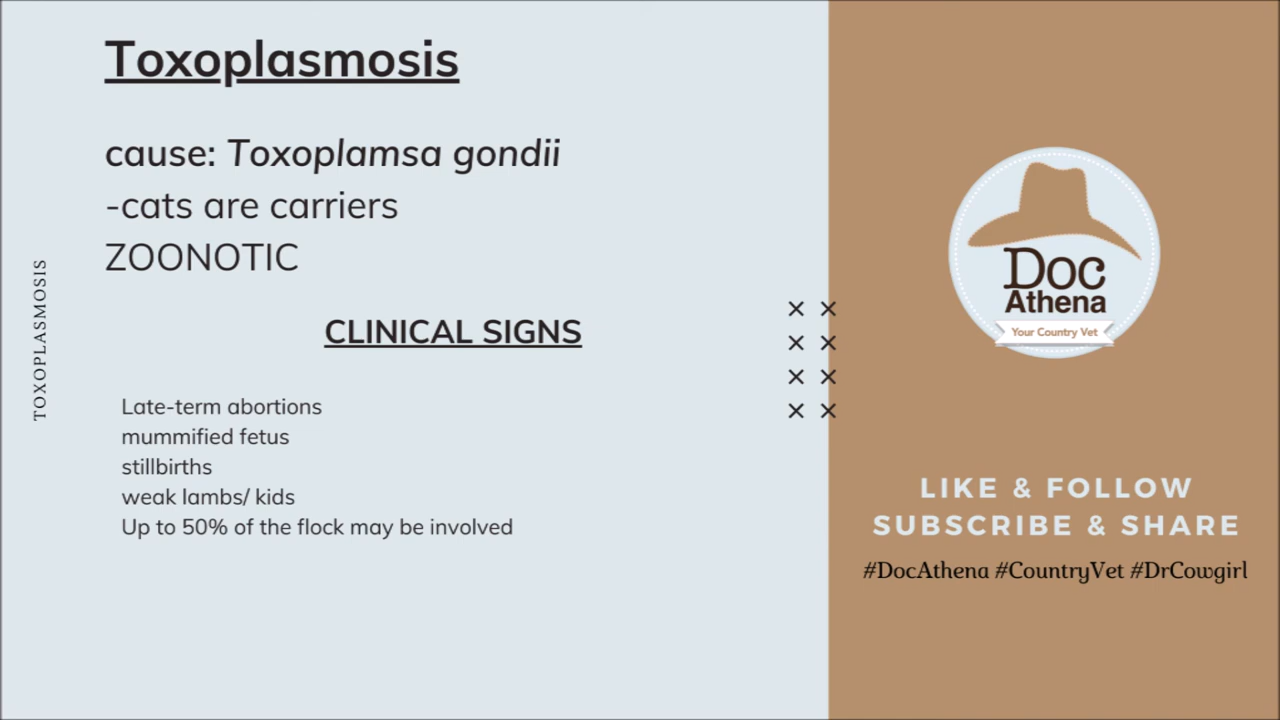 Toxoplasmosis
cause: Toxoplamsa gondii
-cats are carriers
ZOONOTIC
TOXOPLASMOSIS
CLINICAL SIGNS
Late-term abortions
mummified fetus
stillbirths
weak lambs/ kids
Up to 50% of the flock may be involved
Doc
Athena
Your Country Vet
LIKE & FOLLOW
SUBSCRIBE & SHARE
#DocAthena #CountryVet #DrCowgirl